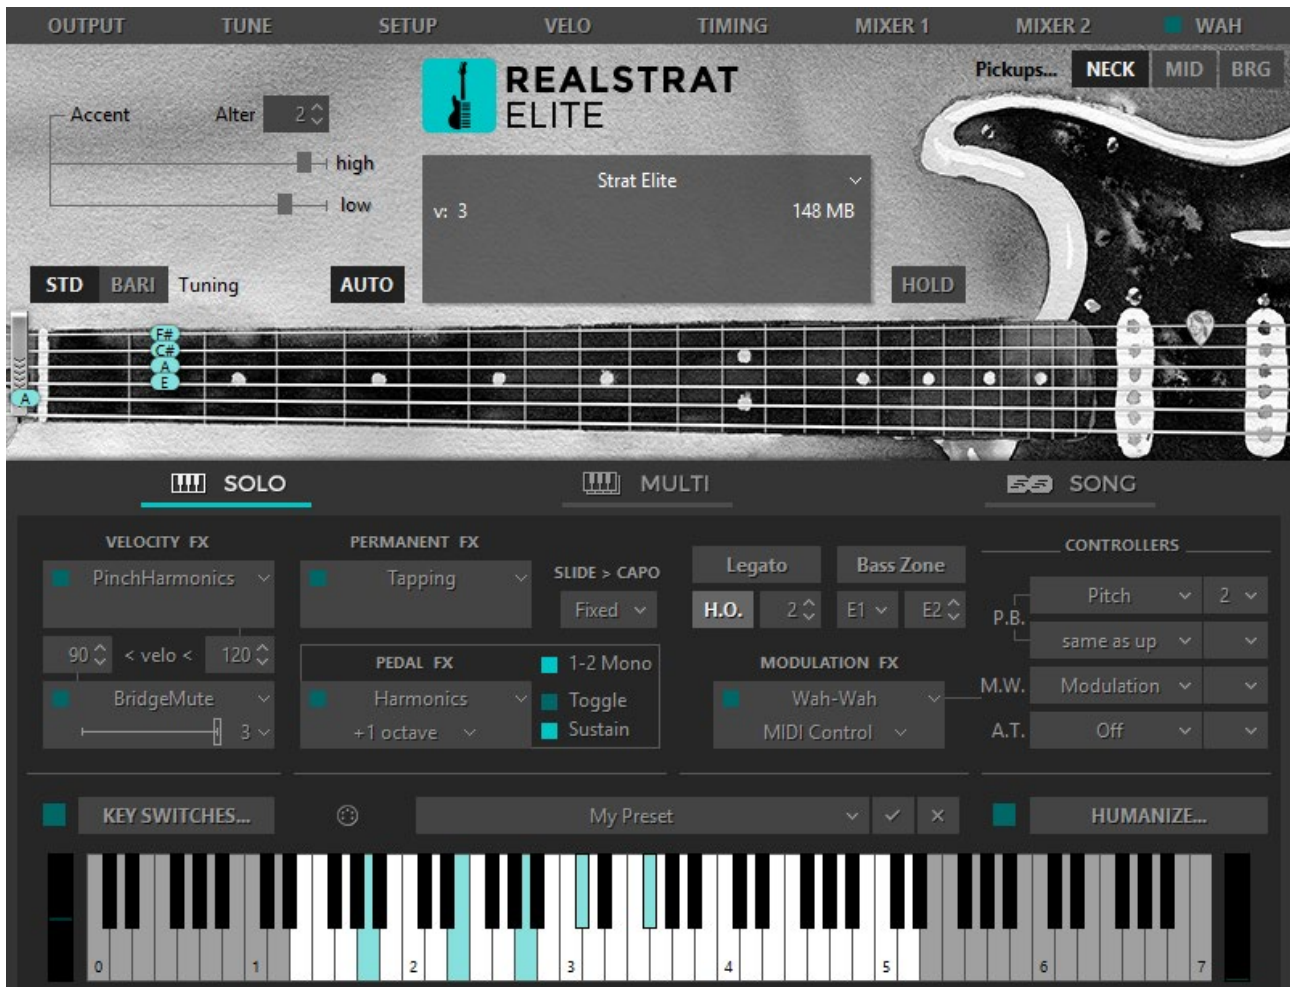 OUTPUT TUNE SETUP VELO TIMING MIXER 1 MIXER 2 WAH
Pickups... NECK MID BRG
REALSTRAT
ELITE
Accent Alter 2
high
low
Strat Elite
v: 3 148 MB
STD BARI Tuning AUTO HOLD
F#
C#
A
E
A
SOLO MULTI SONG
VELOCITY FX PERMANENT FX CONTROLLERS
PinchHarmonics Tapping SLIDE > CAPO Legato Bass Zone
Fixed H.O. 2 E1 E2 P.B. Pitch 2
90 < velo < 120 same as up
PEDAL FX 1-2 Mono MODULATION FX
BridgeMute Harmonics Toggle Wah-Wah M.W. Modulation
3 +1 octave Sustain MIDI Control A.T. Off
KEY SWITCHES... My Preset HUMANIZE...
0 1 2 3 4 5 6 7